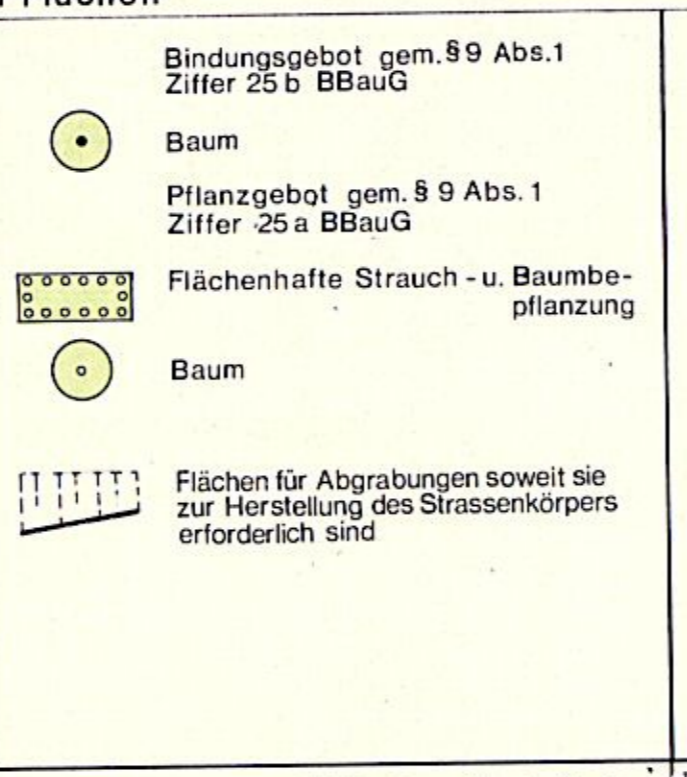 Bindungsgebot gem. § 9 Abs.1
Ziffer 25 b BBauG
Baum
Pflanzgebot gem. § 9 Abs. 1
Ziffer 25 a BBauG
Flächenhafte Strauch - u. Baumbe-
pflanzung
Baum
Flächen für Abgrabungen soweit sie
zur Herstellung des Strassenkörpers
erforderlich sind